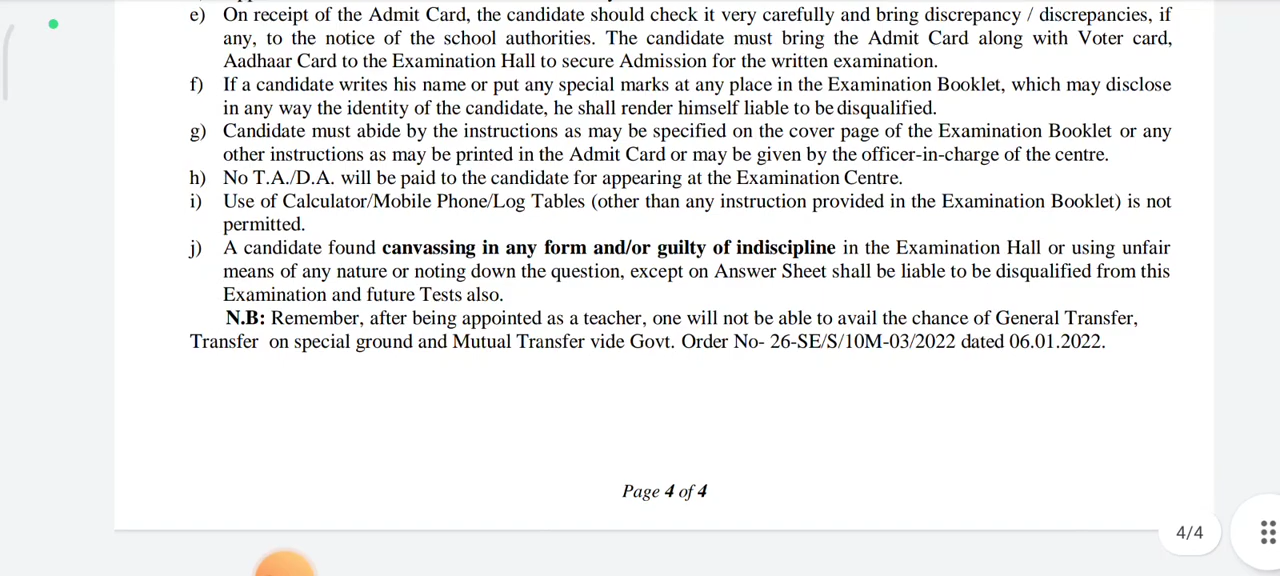 e) On receipt of the Admit Card, the candidate should check it very carefully and bring discrepancy / discrepancies, if
any, to the notice of the school authorities. The candidate must bring the Admit Card along with Voter card,
Aadhaar Card to the Examination Hall to secure Admission for the written examination.
f) If a candidate writes his name or put any special marks at any place in the Examination Booklet, which may disclose
in any way the identity of the candidate, he shall render himself liable to be disqualified.
g) Candidate must abide by the instructions as may be specified on the cover page of the Examination Booklet or any
other instructions as may be printed in the Admit Card or may be given by the officer-in-charge of the centre.
h) No T.A./D.A. will be paid to the candidate for appearing at the Examination Centre.
i) Use of Calculator/Mobile Phone/Log Tables (other than any instruction provided in the Examination Booklet) is not
permitted.
j) A candidate found canvassing in any form and/or guilty of indiscipline in the Examination Hall or using unfair
means of any nature or noting down the question, except on Answer Sheet shall be liable to be disqualified from this
Examination and future Tests also.
N.B: Remember, after being appointed as a teacher, one will not be able to avail the chance of General Transfer,
Transfer on special ground and Mutual Transfer vide Govt. Order No- 26-SE/S/10M-03/2022 dated 06.01.2022.
Page 4 of 4
4/4